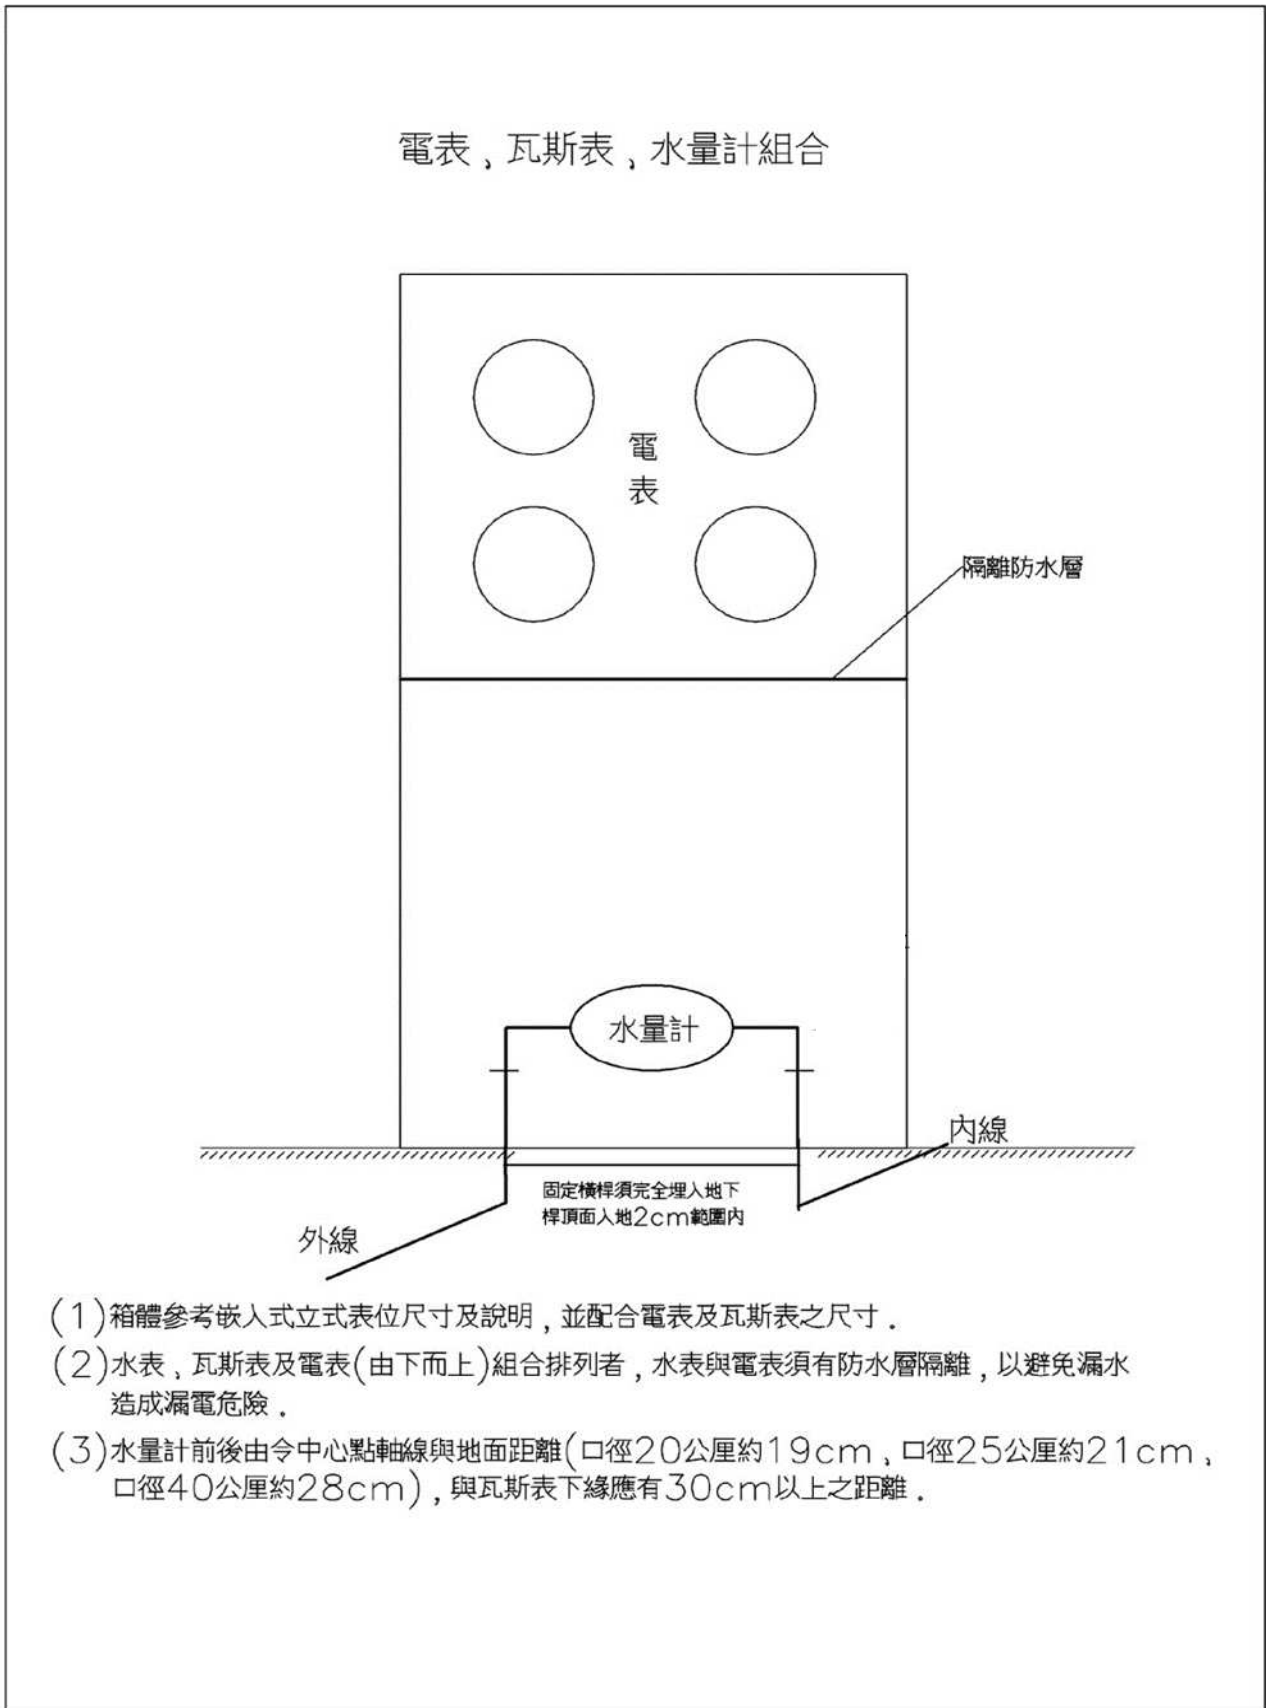 電表、瓦斯表、水量計組合
電
表
隔離防水層
水量計
內線
固定橫桿須完全埋入地下
桿頂面入地2cm範圍內
外線
(1)箱體參考嵌入式立式表位尺寸及說明，並配合電表及瓦斯表之尺寸．
(2)水表、瓦斯表及電表(由下而上)組合排列者，水表與電表須有防水層隔離，以避免漏水
造成漏電危險．
(3)水量計前後由令中心點軸線與地面距離(口徑20公厘約19cm、口徑25公厘約21cm、
口徑40公厘約28cm)，與瓦斯表下緣應有30cm以上之距離．